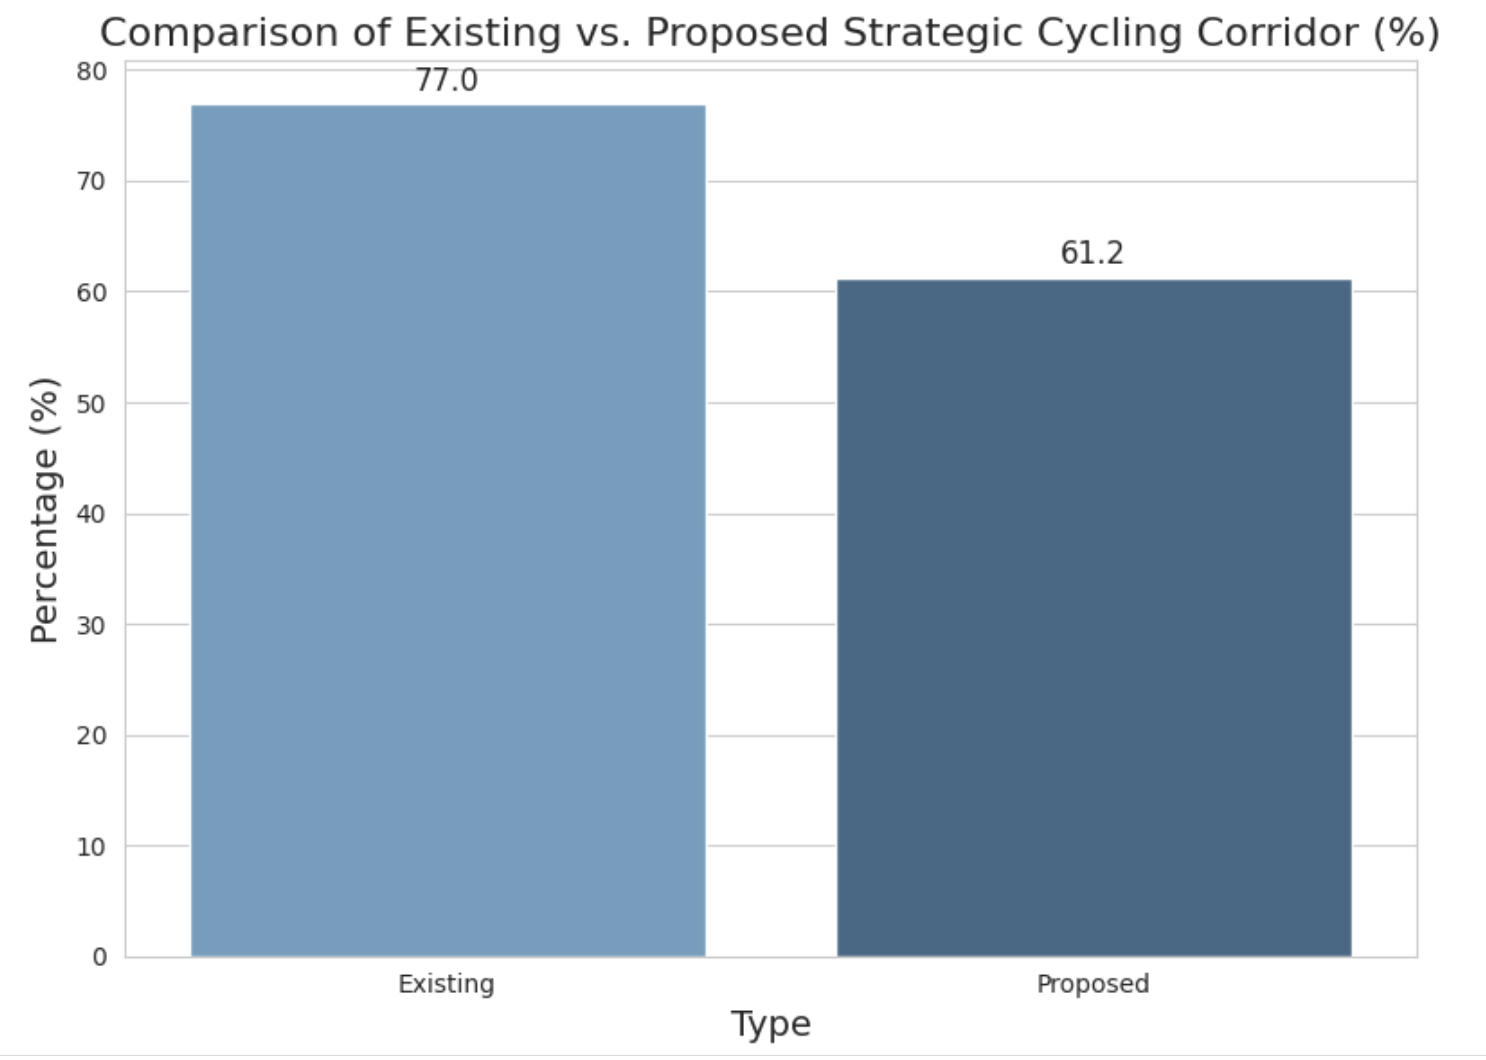 Comparison of Existing vs. Proposed Strategic Cycling Corridor (%)
80
77.0
70
61.2
60
50
Percentage (%)
40
30
20
10
0
Existing
Proposed
Type